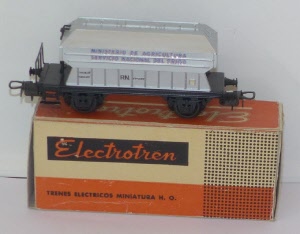 MINISTERIO DE AGRICULTURA
SERVICIO NACIONAL DEL TRIGO
Electrotren
TRENES ELECTRICOS MINIATURA H. O.